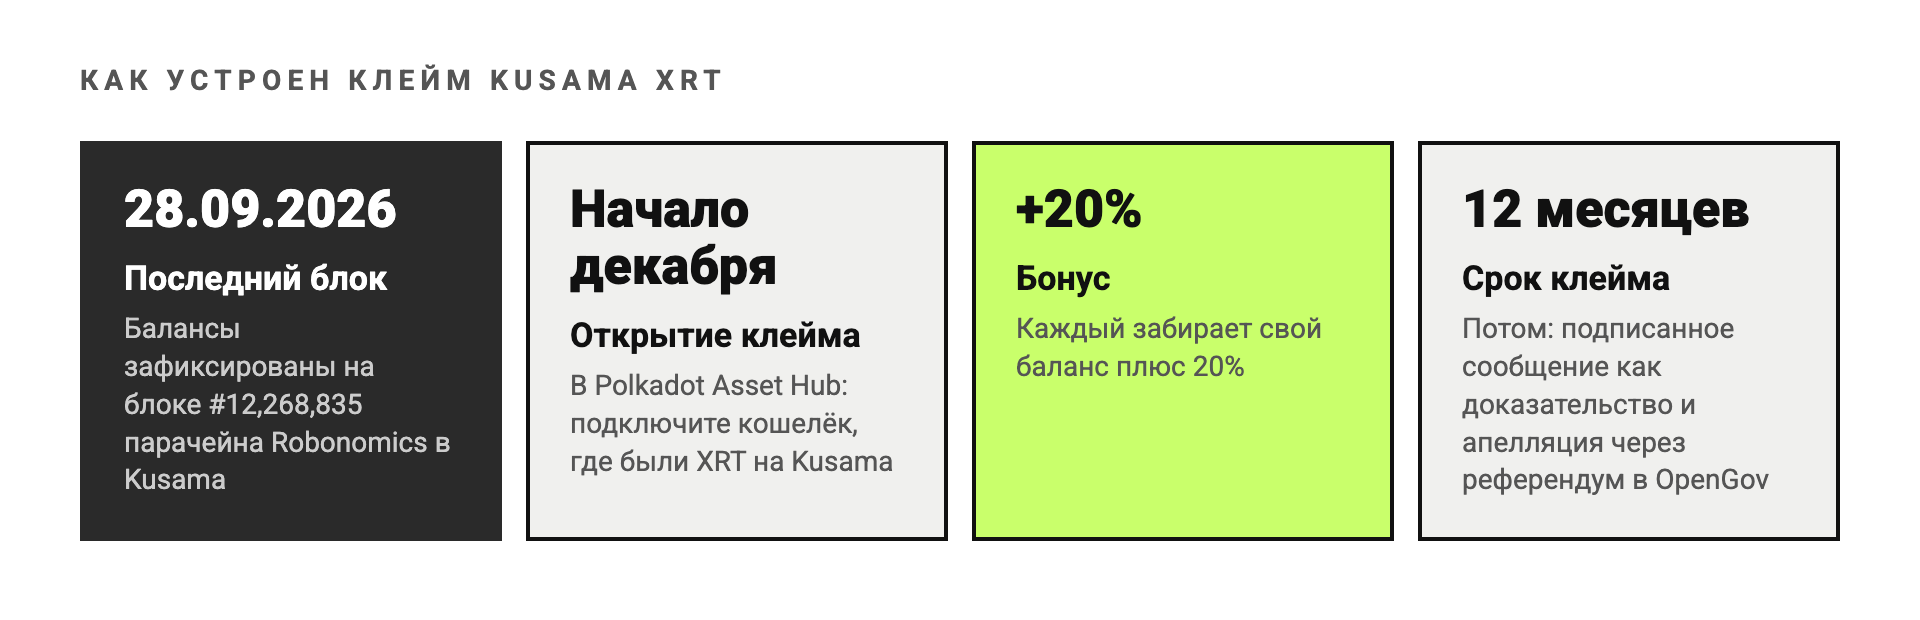 КАК УСТРОЕН КЛЕЙМ KUSAMA XRT
28.09.2026
Последний блок
Балансы
зафиксированы на
блоке #12,268,835
парачейна Robonomics в
Kusama
Начало
декабря
Открытие клейма
В Polkadot Asset Hub:
подключите кошелёк,
где были XRT на Kusama
+20%
Бонус
Каждый забирает свой
баланс плюс 20%
12 месяцев
Срок клейма
Потом: подписанное
сообщение как
доказательство и
апелляция через
референдум в OpenGov